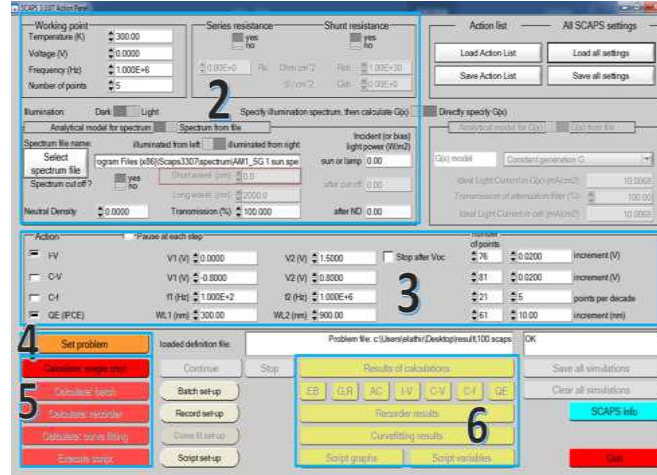 SCAPS 3.3.07 Action Panel
Working point
Temperature (K) 300.00
Voltage (V) 0.0000
Frequency (Hz) 1.000E+6
Number of points 5
Series resistance
yes
no
Shunt resistance
yes
no
Action list
All SCAPS settings
Load Action List
Load all settings
Save Action List
Save all settings
2
Illumination: Dark Light
Specify illumination spectrum, then calculate G(x)
Directly specify G(x)
Analytical model for spectrum
Spectrum from file
Incident (or bias)
light power (W/m2)
Spectrum file name:
illuminated from left
illuminated from right
Select
spectrum file
ogram Files (x86)\Scaps3307\spectrum\AM1_5G 1 sun.spe
sun or lamp 0.00
Spectrum cut off ?
yes
no
Short wavel. (nm) 0.0
after cut-off 0.00
Long wavel. (nm) 2000.0
Neutral Density 0.0000
Transmission (%) 100.000
after ND 0.00
Analytical model for G(x)
G(x) from file
G(x) model
Constant generation G
Ideal Light Current in G(x) (mA/cm2) 10.0068
Transmission of attenuation filter (%) 100.00
Ideal Light Current in cell (mA/cm2) 10.0068
Action
Pause at each step
number
of points
I-V
V1 (V) 0.0000
V2 (V) 1.5000
Stop after Voc
76
0.0200
increment (V)
C-V
V1 (V) -0.8000
V2 (V) 0.8000
81
0.0200
increment (V)
3
C-f
f1 (Hz) 1.000E+2
f2 (Hz) 1.000E+6
21
5
points per decade
QE (IPCE)
WL1 (nm) 300.00
WL2 (nm) 900.00
61
10.00
increment (nm)
4
Set problem
loaded definition file:
Problem file: c:\Users\elathir\Desktop\result,100.scaps
OK
5
Calculate: single shot
Continue
Stop
Results of calculations
Save all simulations
Calculate: batch
Batch set-up
EB
G,R
AC
I-V
C-V
C-f
QE
Clear all simulations
Calculate: recorder
Record set-up
Recorder results
6
SCAPS info
Calculate: curve fitting
Curve fit set-up
Curvefitting results
Execute script
Script set-up
Script graphs
Script variables
Quit